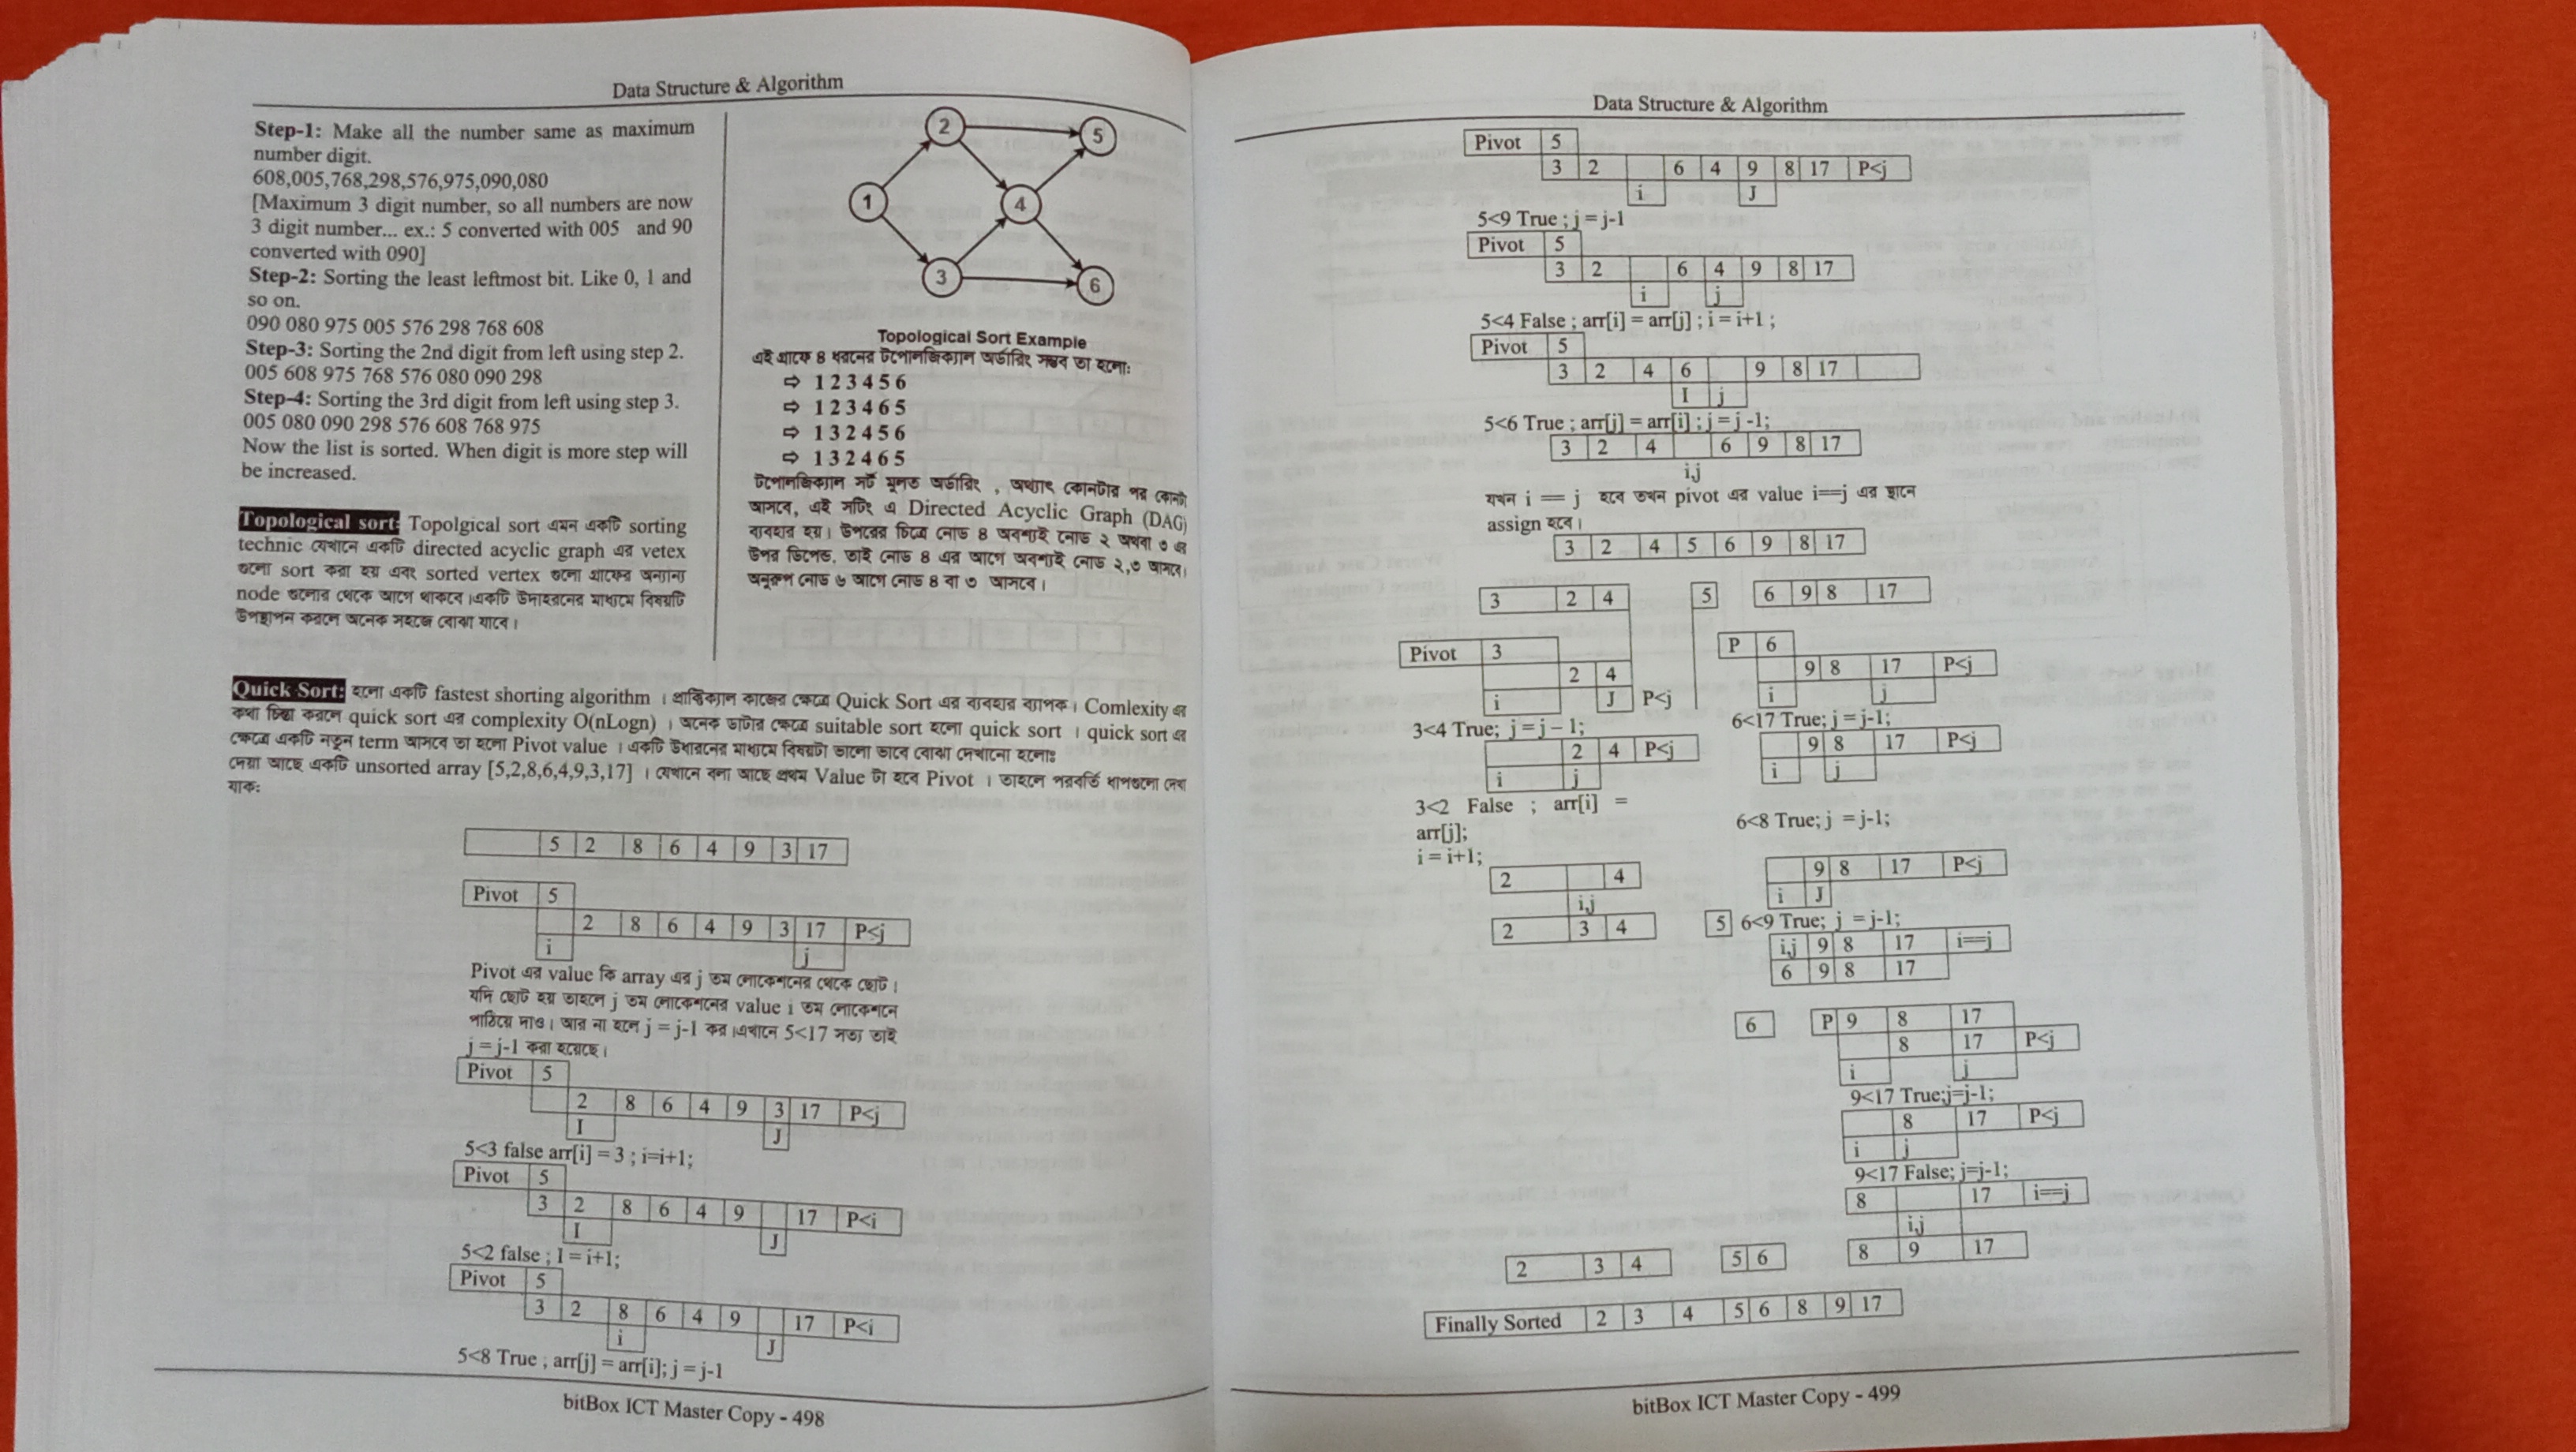 Data Structure & Algorithm
Step-1: Make all the number same as maximum
number digit.
608,005,768,298,576,975,090,080
[Maximum 3 digit number, so all numbers are now
3 digit number... ex.: 5 converted with 005 and 90
converted with 090]
Step-2: Sorting the least leftmost bit. Like 0, 1 and
so on.
090 080 975 005 576 298 768 608
Step-3: Sorting the 2nd digit from left using step 2.
005 608 975 768 576 080 090 298
Step-4: Sorting the 3rd digit from left using step 3.
005 080 090 298 576 608 768 975
Now the list is sorted. When digit is more step will
be increased.
Topological sort: Topolgical sort এমন একটি sorting
technic যেখানে একটি directed acyclic graph এর vetex
গুলো sort করা হয় এবং sorted vertex গুলো গ্রাফের অন্যান্য
node গুলোর থেকে আগে থাকবে।একটি উদাহরনের মাধ্যমে বিষয়টি
উপস্থাপন করলে অনেক সহজে বোঝা যাবে।
2
5
1
4
3
6
Topological Sort Example
এই গ্রাফে ৪ ধরনের টপোলজিক্যাল অর্ডারিং সম্ভব তা হলো:
⇨ 1 2 3 4 5 6
⇨ 1 2 3 4 6 5
⇨ 1 3 2 4 5 6
⇨ 1 3 2 4 6 5
টপোলজিক্যাল সর্ট মূলত অর্ডারিং , অর্থ্যাৎ কোনটার পর কোনটা
আসবে, এই সর্টিং এ Directed Acyclic Graph (DAG)
ব্যবহার হয়। উপরের চিত্রে নোড ৪ অবশ্যই নোড ২ অথবা ৩ এর
উপর ডিপেন্ড, তাই নোড ৪ এর আগে অবশ্যই নোড ২,৩ আসবে।
অনুরুপ নোড ৬ আগে নোড ৪ বা ৩ আসবে।
Quick Sort: হলো একটি fastest shorting algorithm । প্রাক্টিক্যাল কাজের ক্ষেত্রে Quick Sort এর ব্যবহার ব্যাপক। Comlexity এর
কথা চিন্তা করলে quick sort এর complexity O(nLogn) । অনেক ডাটার ক্ষেত্রে suitable sort হলো quick sort । quick sort এর
ক্ষেত্রে একটি নতুন term আসবে তা হলো Pivot value । একটি উধারনের মাধ্যমে বিষয়টা ভালো ভাবে বোঝা দেখানো হলোঃ
দেয়া আছে একটি unsorted array [5,2,8,6,4,9,3,17] । যেখানে বলা আছে প্রথম Value টা হবে Pivot । তাহলে পরবর্তি ধাপগুলো দেখা
যাক:
5 2 8 6 4 9 3 17
Pivot 5
2 8 6 4 9 3 17 P<j
i j
Pivot এর value কি array এর j তম লোকেশনের থেকে ছোট।
যদি ছোট হয় তাহলে j তম লোকেশনের value i তম লোকেশনে
পাঠিয়ে দাও। আর না হলে j = j-1 কর।এখানে 5<17 সত্য তাই
j = j-1 করা হয়েছে।
Pivot 5
2 8 6 4 9 3 17 P<j
I J
5<3 false arr[i] = 3 ; i=i+1;
Pivot 5
3 2 8 6 4 9 17 P<i
I J
5<2 false ; I = i+1;
Pivot 5
3 2 8 6 4 9 17 P<i
i J
5<8 True ; arr[j] = arr[i]; j = j-1
bitBox ICT Master Copy - 498
Data Structure & Algorithm
Pivot 5
3 2 6 4 9 8 17 P<j
i J
5<9 True ; j = j-1
Pivot 5
3 2 6 4 9 8 17
i j
5<4 False ; arr[i] = arr[j] ; i = i+1 ;
Pivot 5
3 2 4 6 9 8 17
I j
5<6 True ; arr[j] = arr[i] ; j = j -1;
3 2 4 6 9 8 17
i,j
যখন i == j হবে তখন pivot এর value i==j এর স্থানে
assign হবে।
3 2 4 5 6 9 8 17
3 2 4 5 6 9 8 17
Pivot 3
2 4
i J P<j
3<4 True; j = j – 1;
2 4 P<j
i j
3<2 False ; arr[i] =
arr[j];
i = i+1;
2 4
i,j
2 3 4
P 6
9 8 17 P<j
i j
6<17 True; j = j-1;
9 8 17 P<j
i j
6<8 True; j = j-1;
9 8 17 P<j
i J
5 6<9 True; j = j-1;
i,j 9 8 17 i==j
6 9 8 17
6 P 9 8 17
8 17 P<j
i j
9<17 True;j=j-1;
8 17 P<j
i j
9<17 False; j=j-1;
8 17 i==j
i,j
8 9 17
2 3 4 5 6
Finally Sorted 2 3 4 5 6 8 9 17
bitBox ICT Master Copy - 499